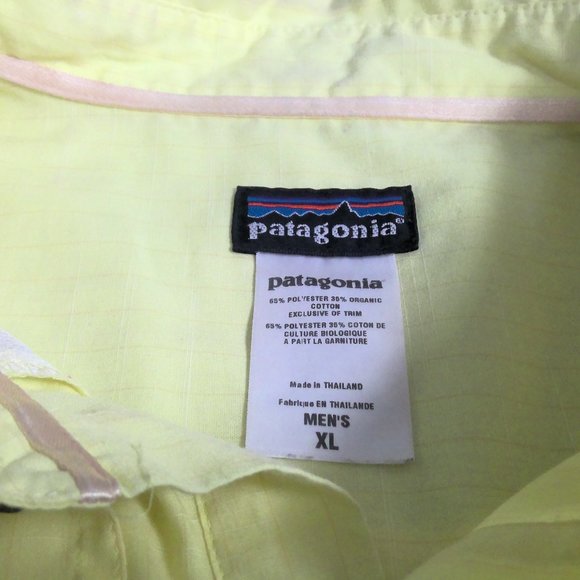 patagonia®
patagonia®
65% POLYESTER 35% ORGANIC
COTTON
EXCLUSIVE OF TRIM
65% POLYESTER 35% COTON DE
CULTURE BIOLOGIQUE
A PART LA GARNITURE
Made in THAILAND
Fabrique EN THAILANDE
MEN'S
XL